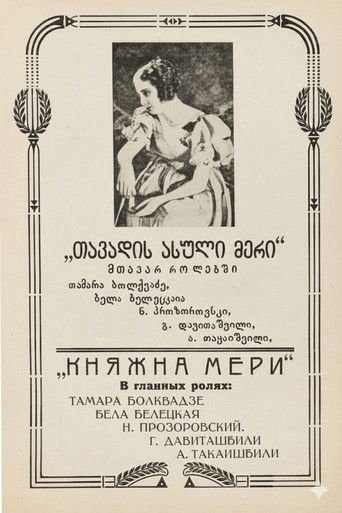 „თავადის ასული მერი“
მთავარ როლებში
თამარა ბოლქვაძე,
ბელა ბელეცკაია
ნ. პროზოროვსკი,
გ. დავითაშვილი,
ა. თაყაიშვილი,
„КНЯЖНА МЕРИ“
В гланных ролях:
ТАМАРА БОЛКВАДЗЕ
БЕЛА БЕЛЕЦКАЯ
Н. ПРОЗОРОВСКИЙ.
Г. ДАВИТАШВИЛИ
А. ТАКАИШВИЛИ